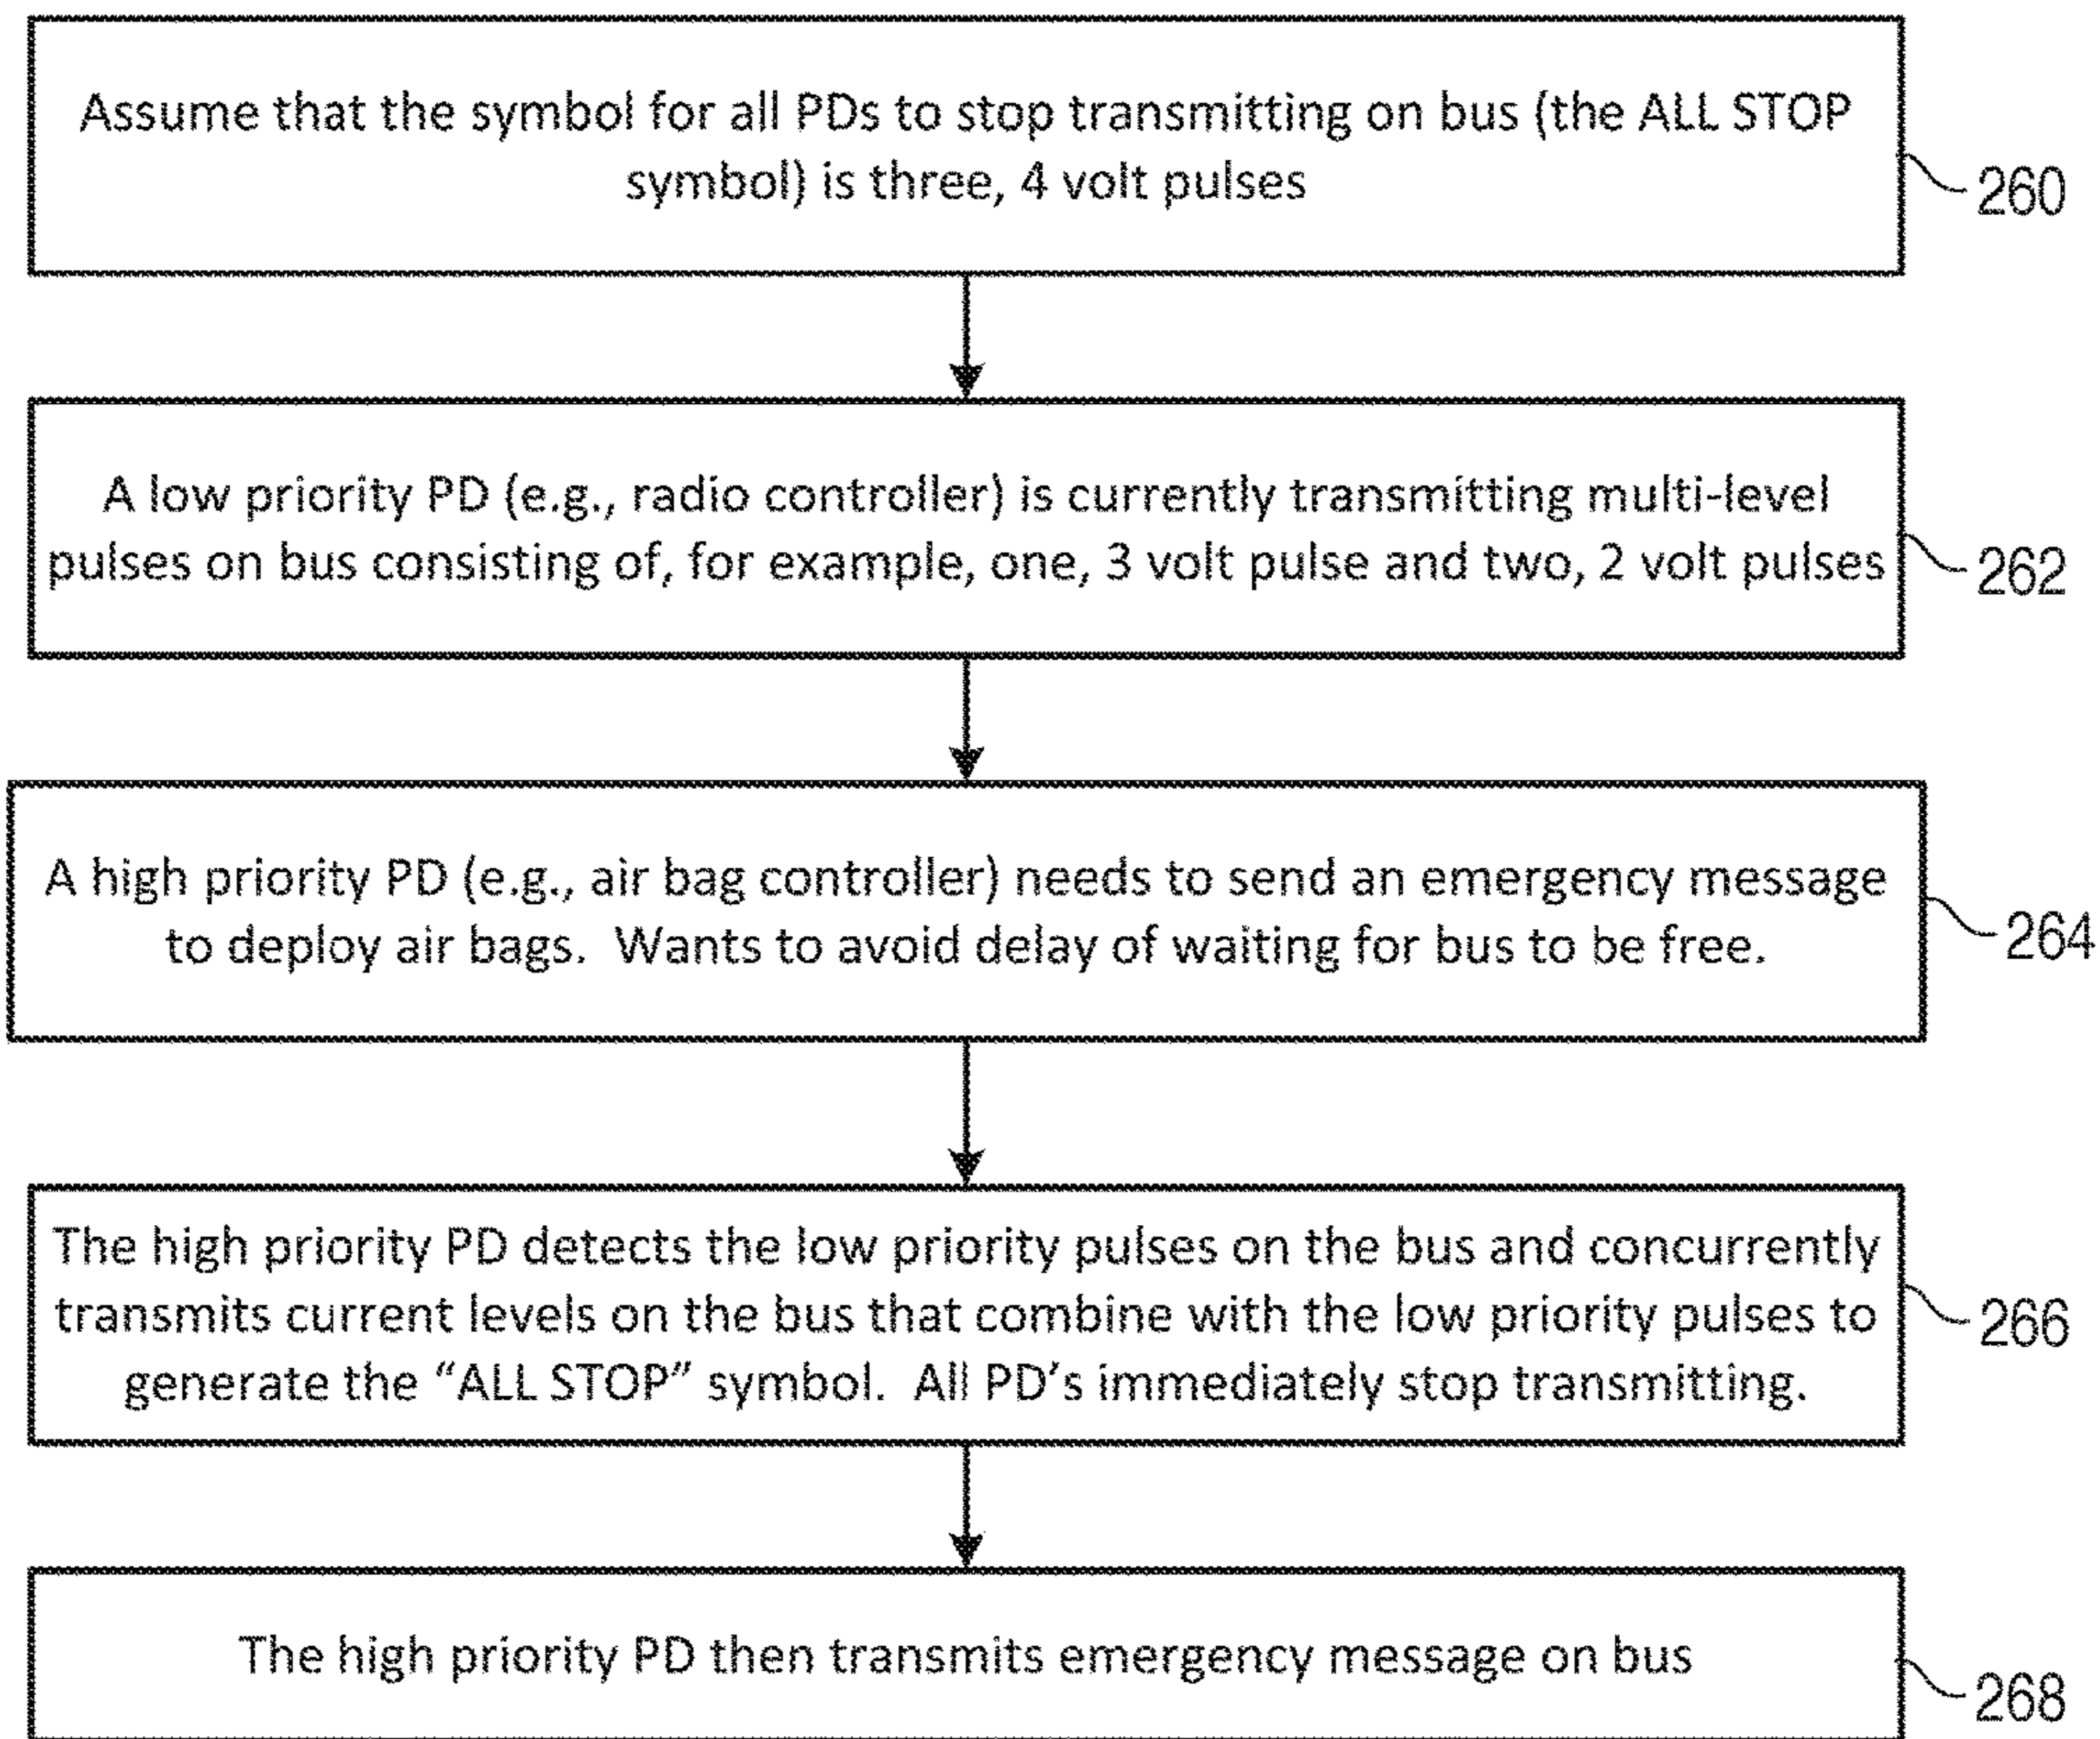 Assume that the symbol for all PDs to stop transmitting on bus (the ALL STOP
symbol) is three, 4 volt pulses
260
A low priority PD (e.g., radio controller) is currently transmitting multi-level
pulses on bus consisting of, for example, one, 3 volt pulse and two, 2 volt pulses
262
A high priority PD (e.g., air bag controller) needs to send an emergency message
to deploy air bags.  Wants to avoid delay of waiting for bus to be free.
264
The high priority PD detects the low priority pulses on the bus and concurrently
transmits current levels on the bus that combine with the low priority pulses to
generate the “ALL STOP” symbol.  All PD’s immediately stop transmitting.
266
The high priority PD then transmits emergency message on bus
268